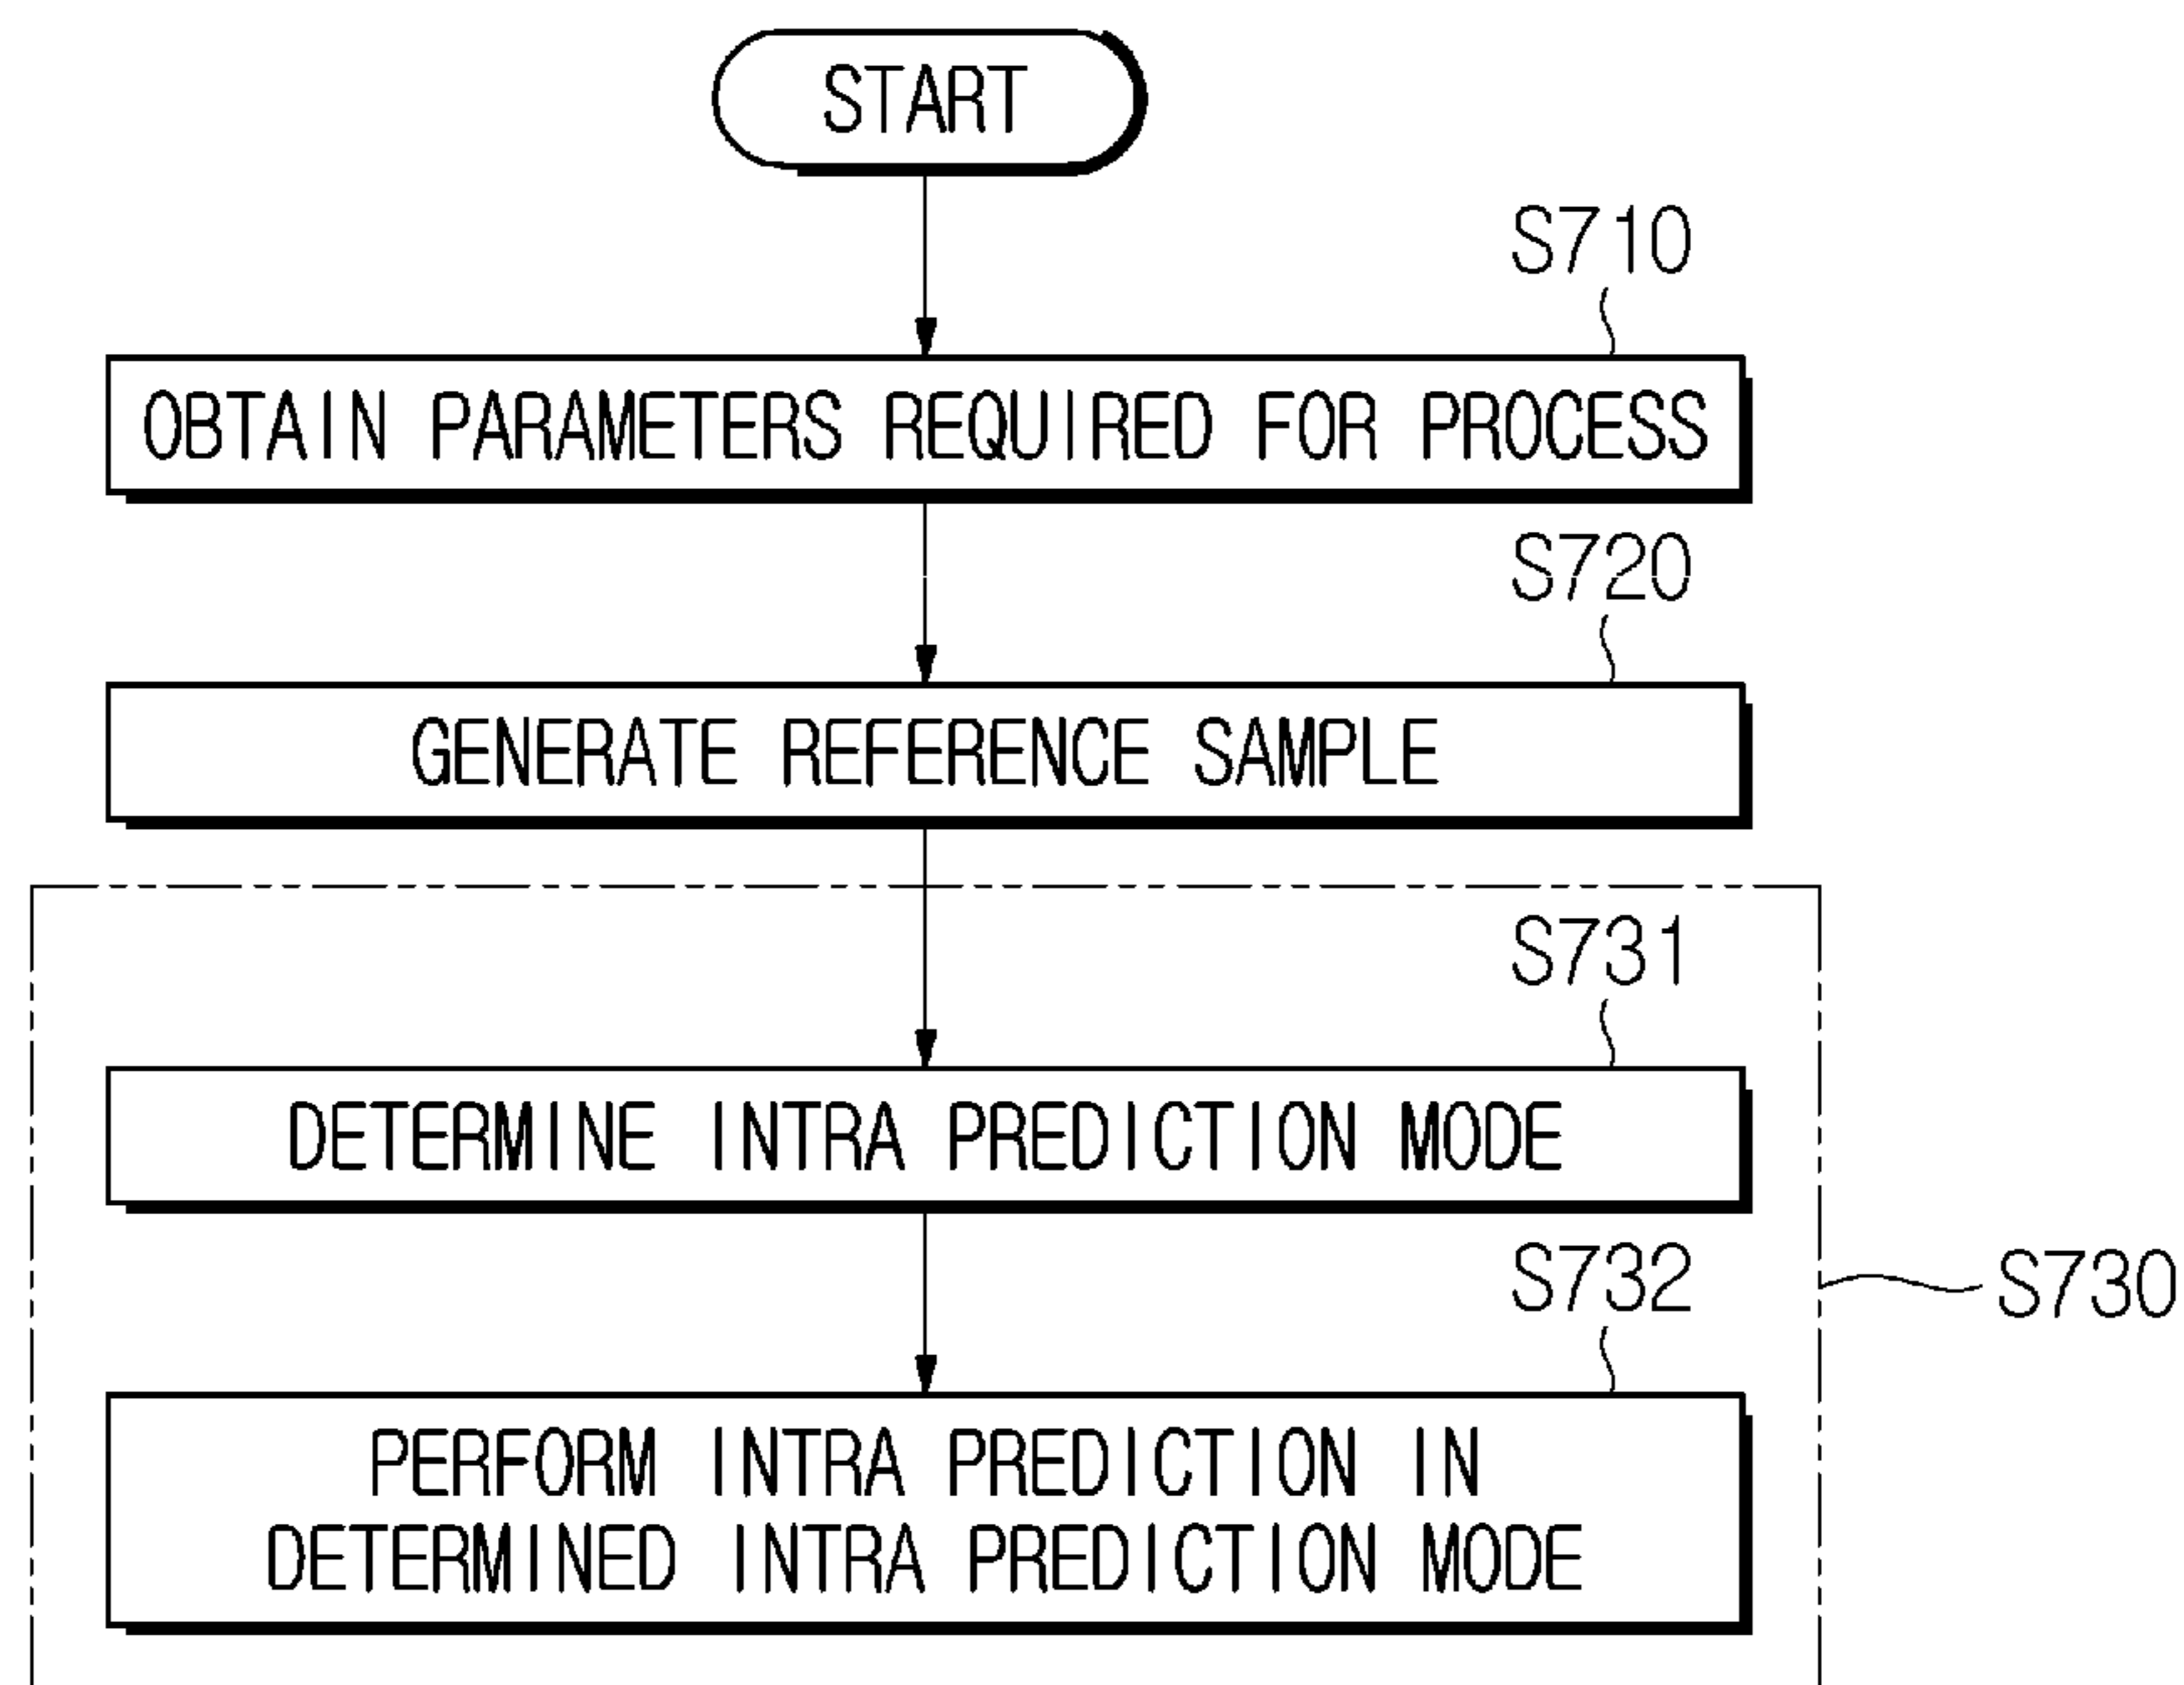 START
S710
OBTAIN PARAMETERS REQUIRED FOR PROCESS
S720
GENERATE REFERENCE SAMPLE
S731
DETERMINE INTRA PREDICTION MODE
S732
S730
PERFORM INTRA PREDICTION IN
DETERMINED INTRA PREDICTION MODE